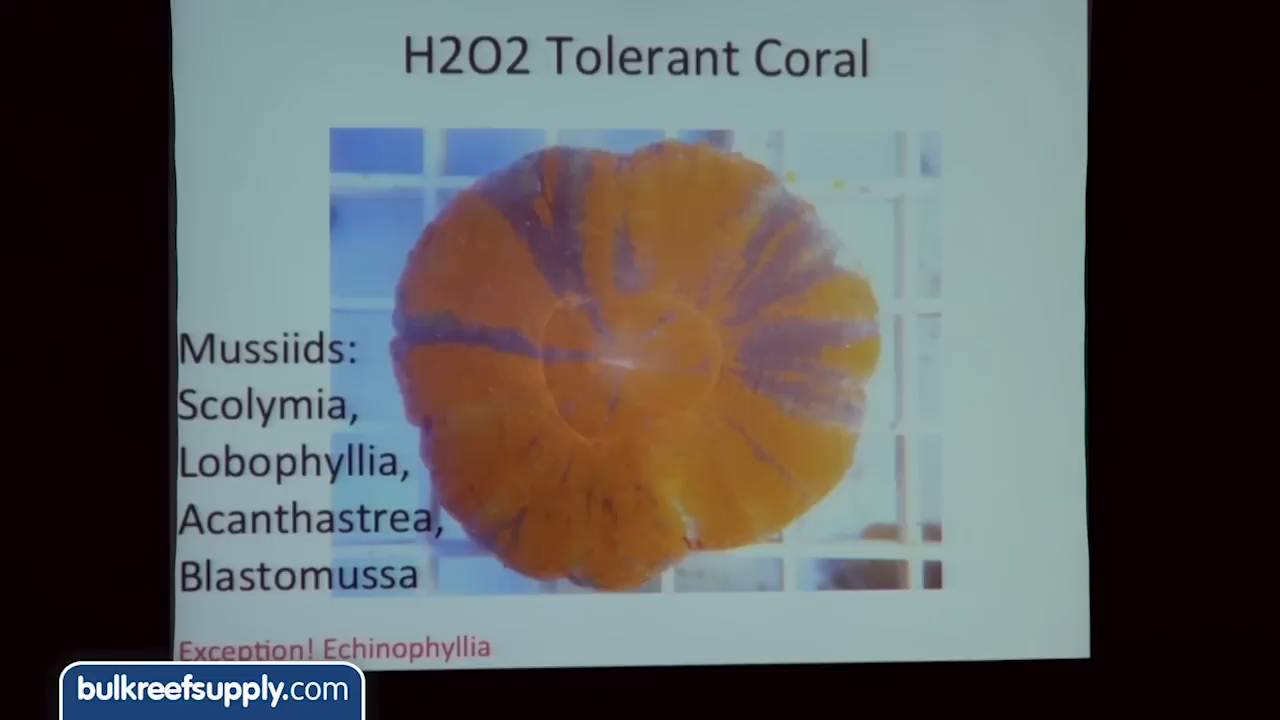 H2O2 Tolerant Coral
Mussiids:
Scolymia,
Lobophyllia,
Acanthastrea,
Blastomussa
Exception! Echinophyllia
bulkreefsupply.com